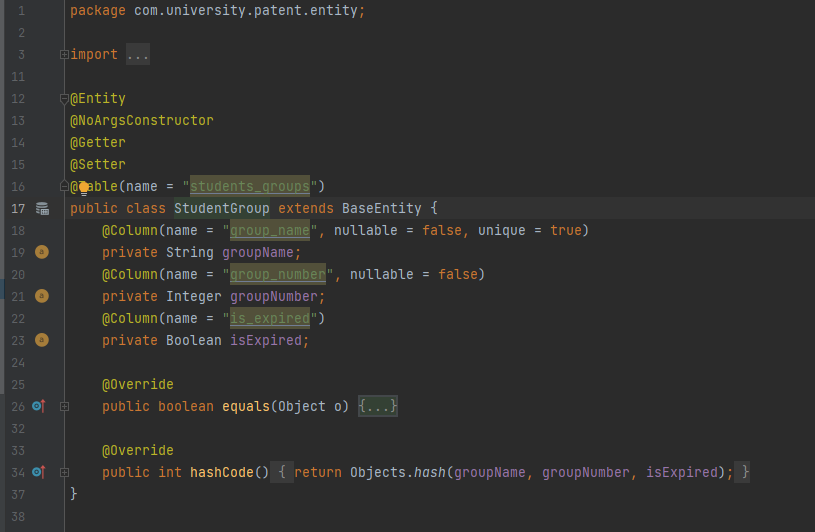 1 package com.university.patent.entity;
2
3 import ...
11
12 @Entity
13 @NoArgsConstructor
14 @Getter
15 @Setter
16 @Table(name = "students_groups")
17 public class StudentGroup extends BaseEntity {
18 @Column(name = "group_name", nullable = false, unique = true)
19 private String groupName;
20 @Column(name = "group_number", nullable = false)
21 private Integer groupNumber;
22 @Column(name = "is_expired")
23 private Boolean isExpired;
24
25 @Override
26 public boolean equals(Object o) {...}
32
33 @Override
34 public int hashCode() { return Objects.hash(groupName, groupNumber, isExpired); }
37 }
38